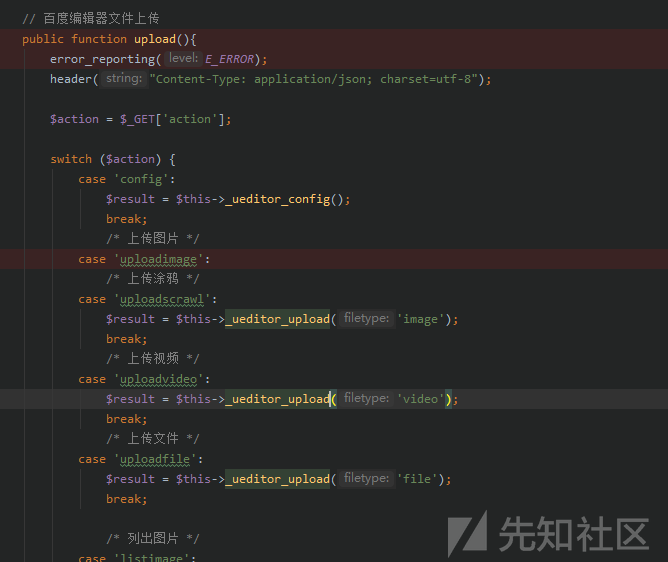 // 百度编辑器文件上传
public function upload(){
error_reporting( level: E_ERROR);
header( string: "Content-Type: application/json; charset=utf-8");
$action = $_GET['action'];
switch ($action) {
case 'config':
$result = $this->_ueditor_config();
break;
/* 上传图片 */
case 'uploadimage':
/* 上传涂鸦 */
case 'uploadscrawl':
$result = $this->_ueditor_upload( filetype: 'image');
break;
/* 上传视频 */
case 'uploadvideo':
$result = $this->_ueditor_upload( filetype: 'video');
break;
/* 上传文件 */
case 'uploadfile':
$result = $this->_ueditor_upload( filetype: 'file');
break;
/* 列出图片 */
case 'listimage':
先知社区